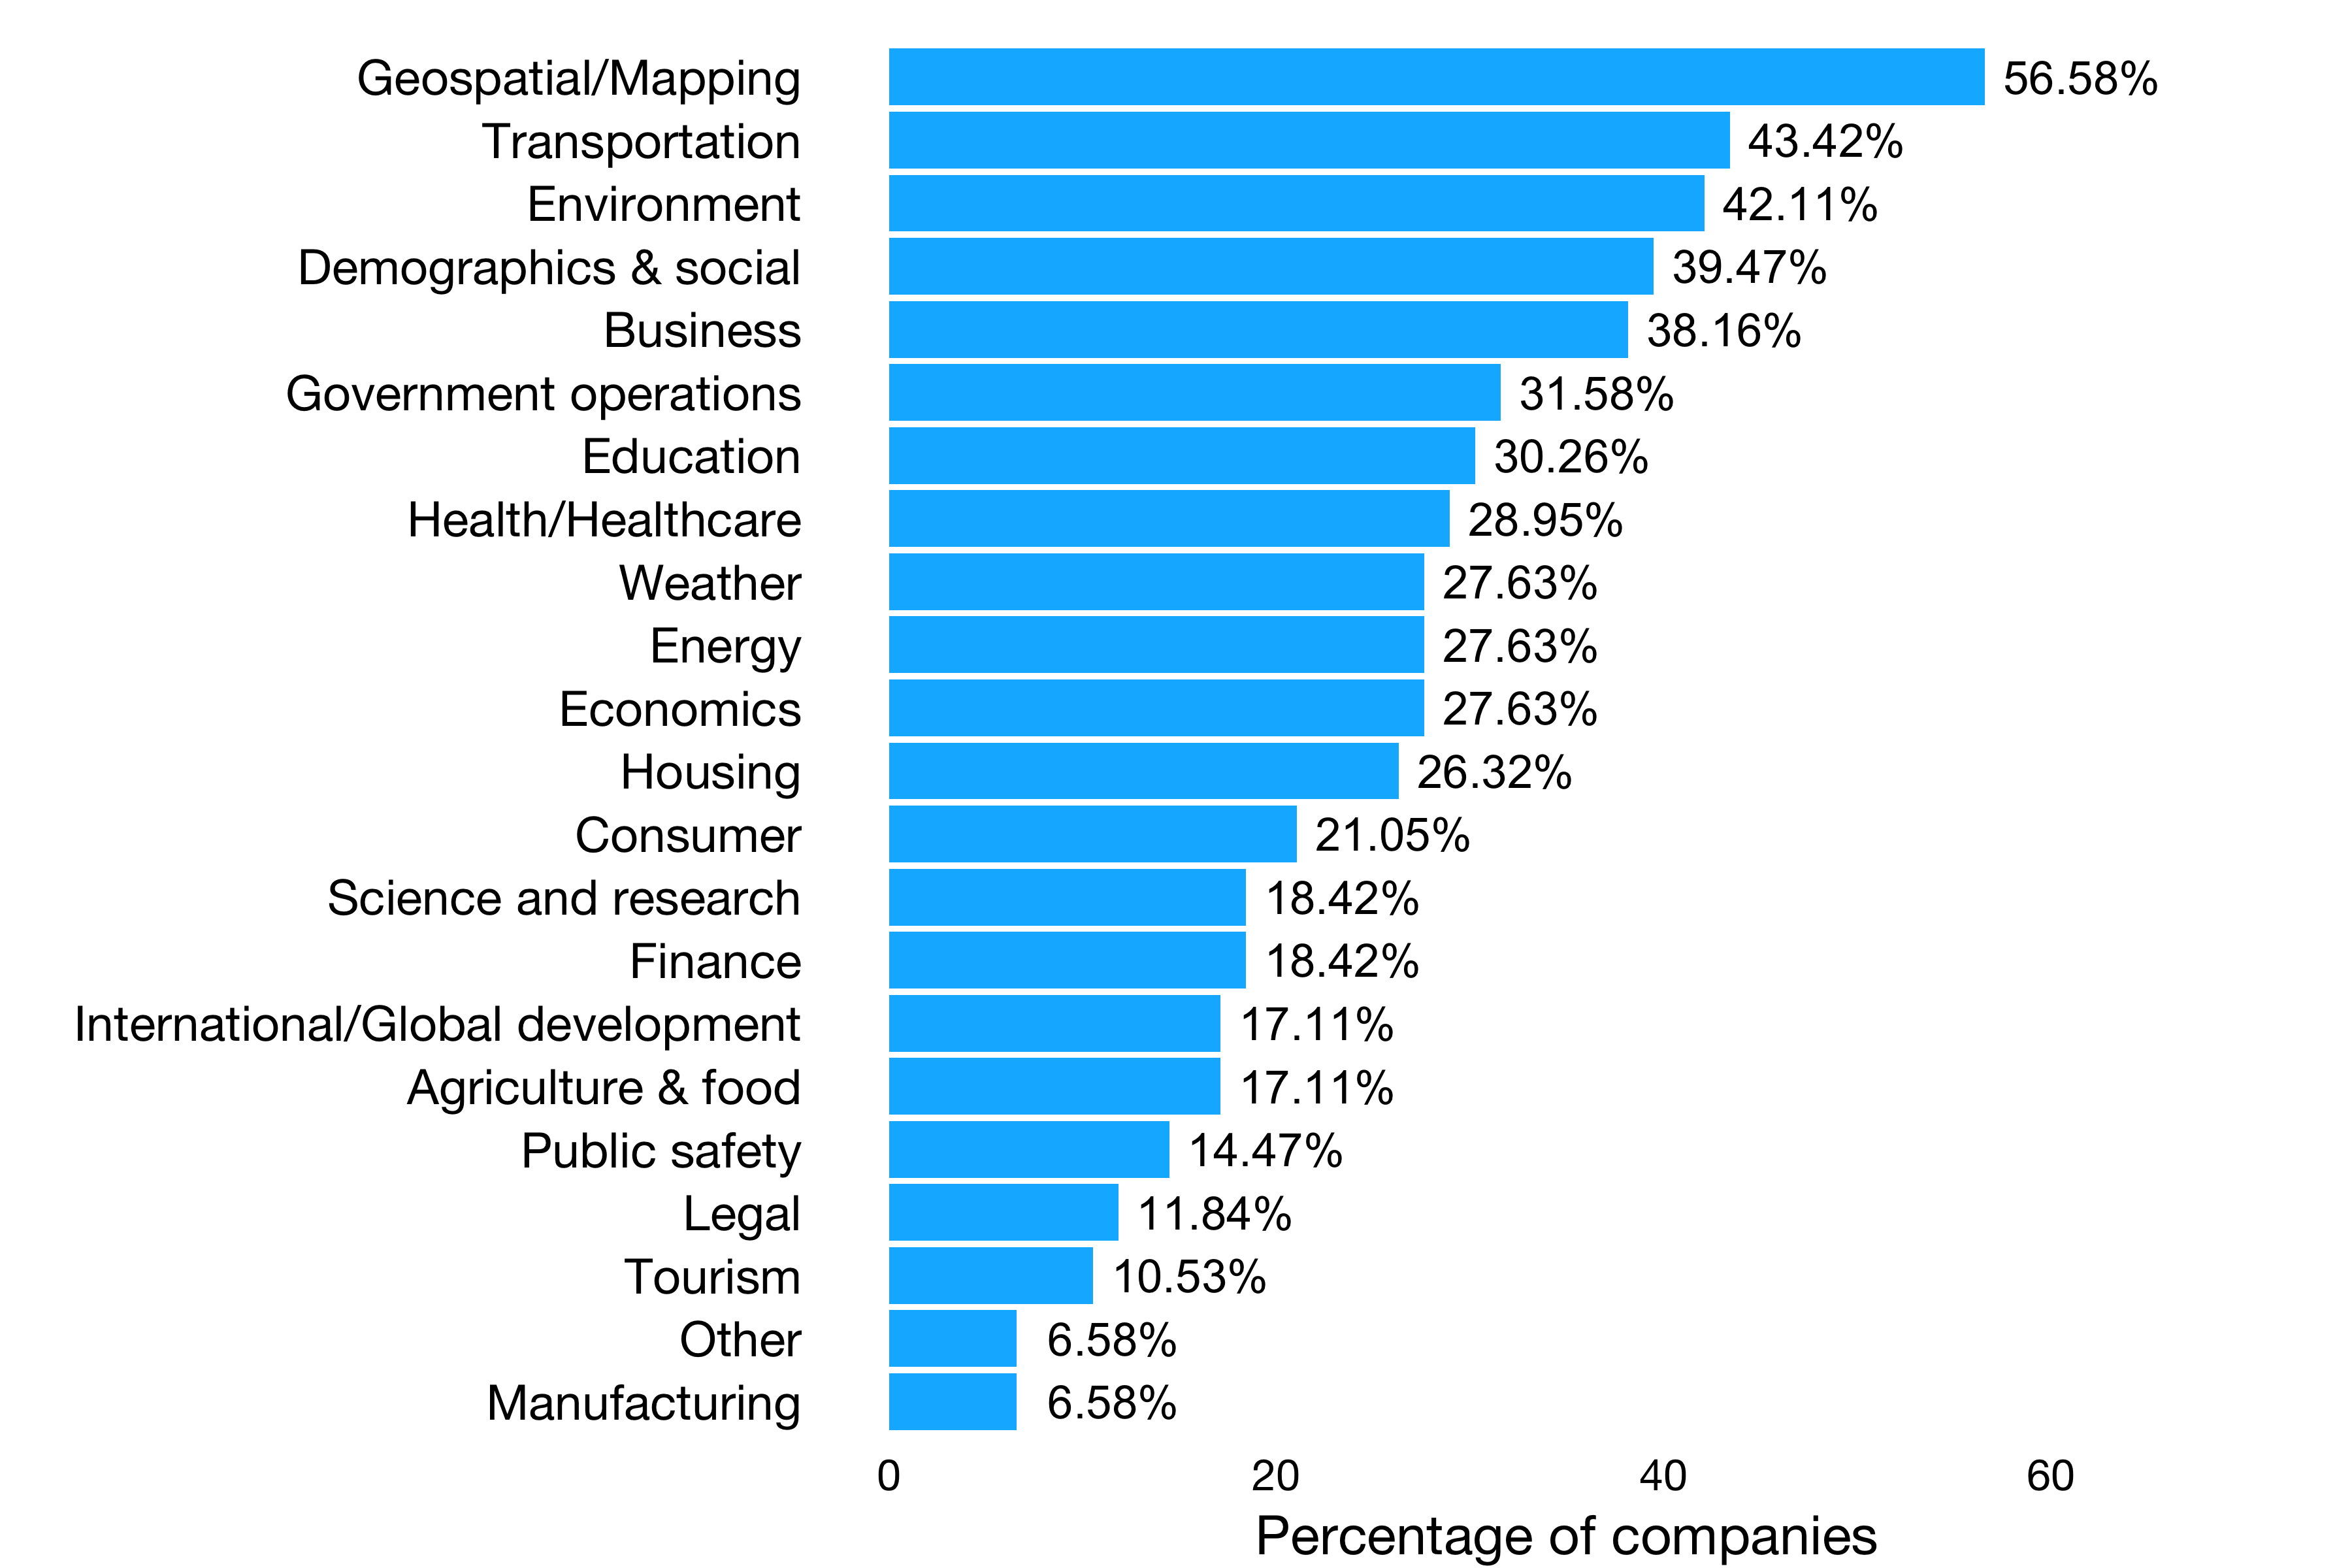 Geospatial/Mapping 56.58%
Transportation 43.42%
Environment 42.11%
Demographics & social 39.47%
Business 38.16%
Government operations 31.58%
Education 30.26%
Health/Healthcare 28.95%
Weather 27.63%
Energy 27.63%
Economics 27.63%
Housing 26.32%
Consumer 21.05%
Science and research 18.42%
Finance 18.42%
International/Global development 17.11%
Agriculture & food 17.11%
Public safety 14.47%
Legal 11.84%
Tourism 10.53%
Other 6.58%
Manufacturing 6.58%
0 20 40 60
Percentage of companies